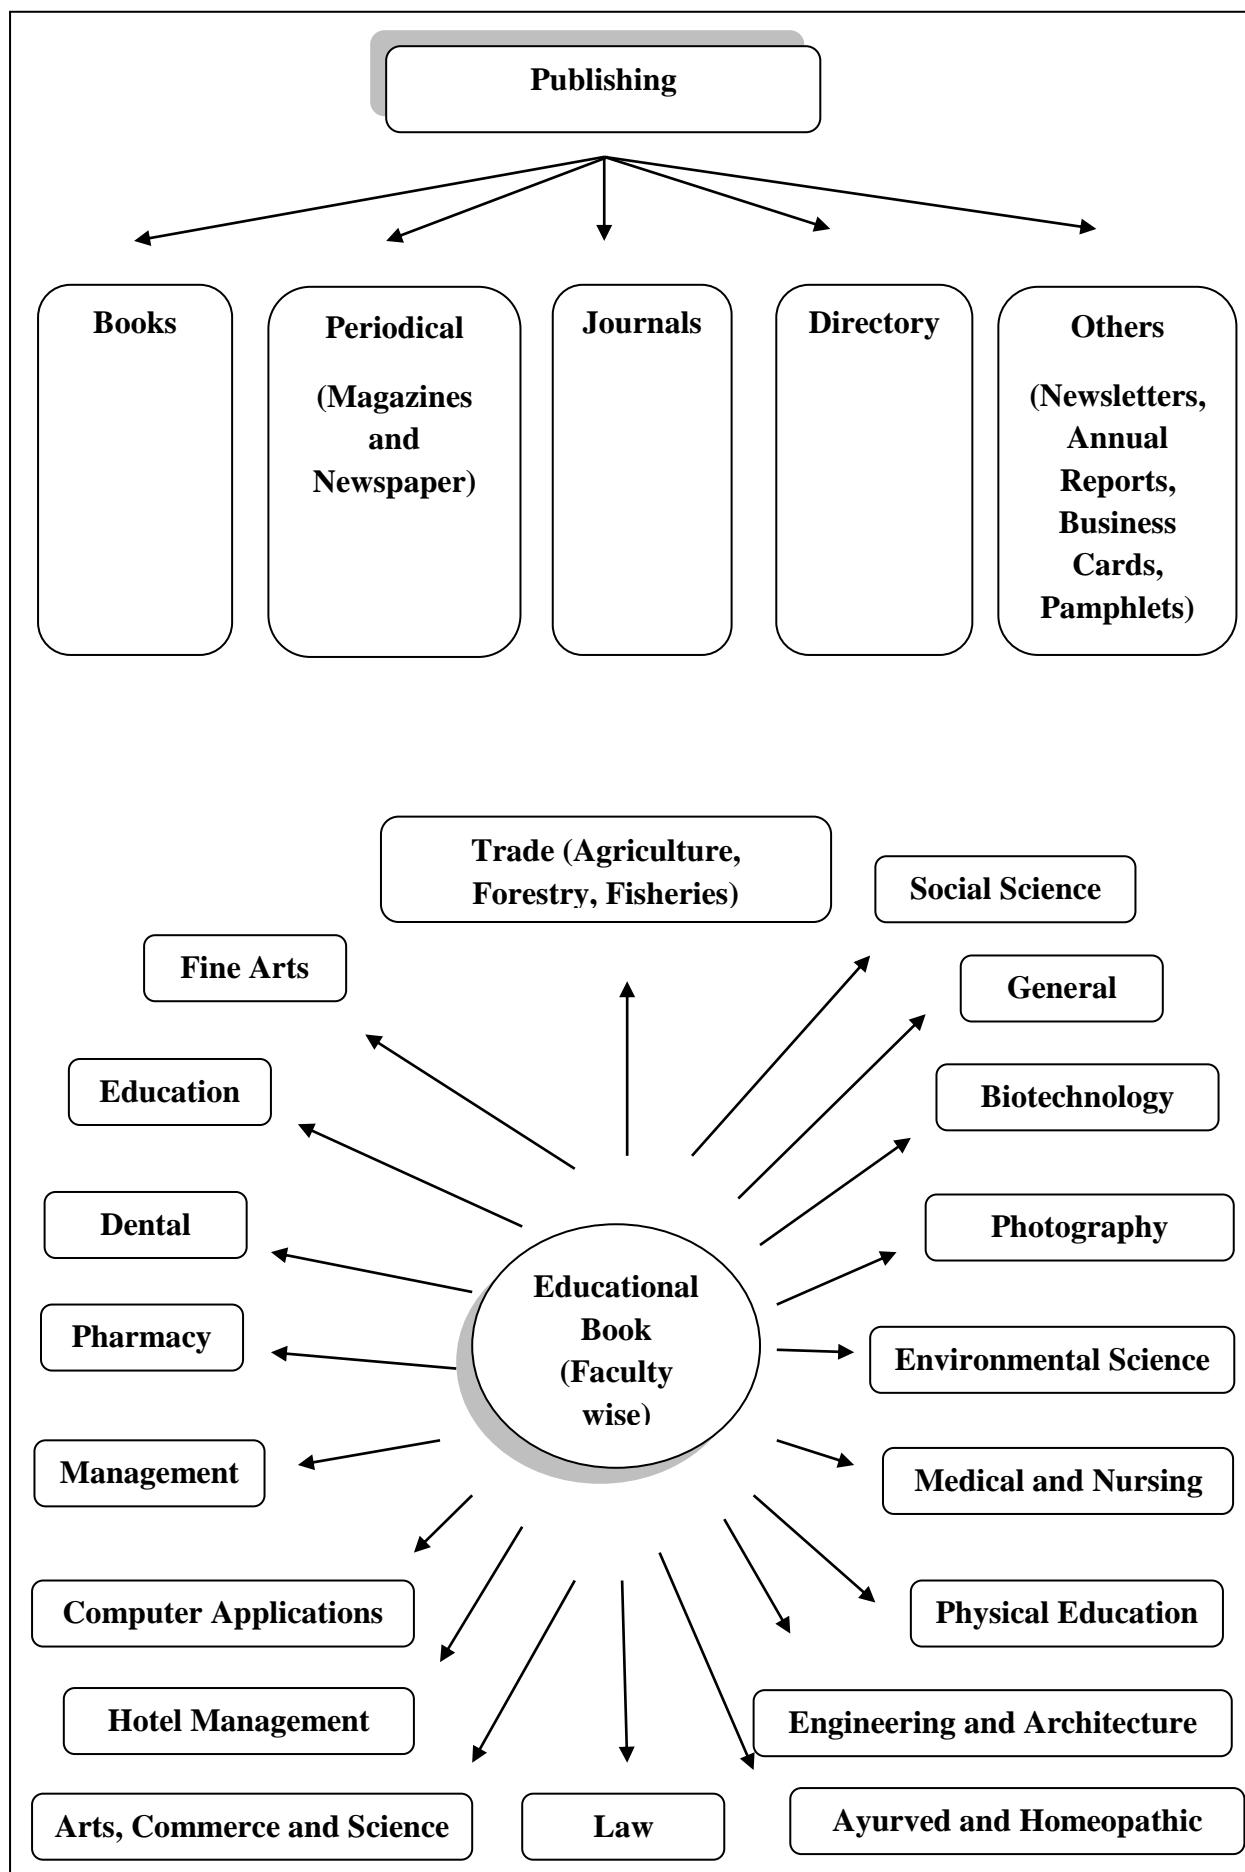 Publishing
Books
Periodical
(Magazines
and
Newspaper)
Journals
Directory
Others
(Newsletters,
Annual
Reports,
Business
Cards,
Pamphlets)
Trade (Agriculture,
Forestry, Fisheries)
Social Science
Fine Arts
General
Education
Biotechnology
Dental
Photography
Educational
Book
(Faculty
wise)
Pharmacy
Environmental Science
Management
Medical and Nursing
Computer Applications
Physical Education
Hotel Management
Engineering and Architecture
Arts, Commerce and Science
Law
Ayurved and Homeopathic